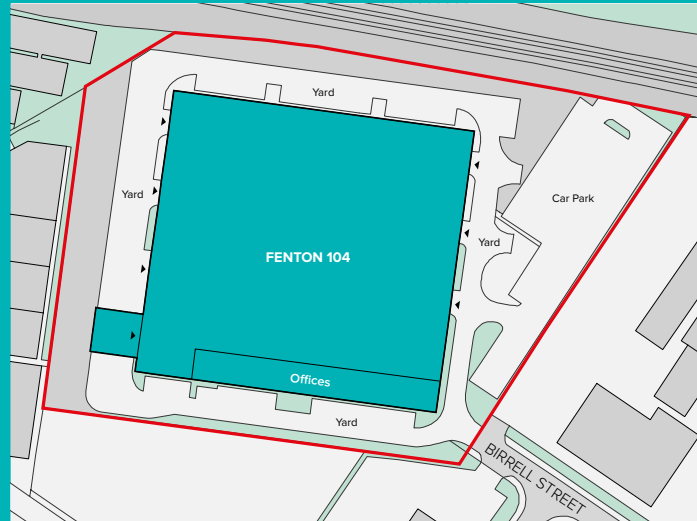 Yard
Yard
Car Park
Yard
FENTON 104
Offices
Yard
BIRRELL STREET